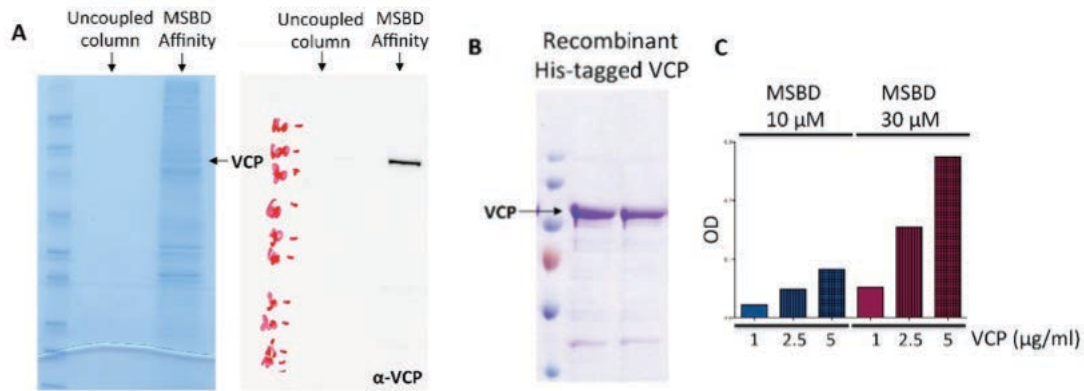 A
Uncoupled
column
MSBD
Affinity
Uncoupled
column
MSBD
Affinity
VCP
α-VCP
B
Recombinant
His-tagged VCP
VCP
C
MSBD
10 µM
MSBD
30 µM
OD
1 2.5 5 1 2.5 5 VCP (µg/ml)